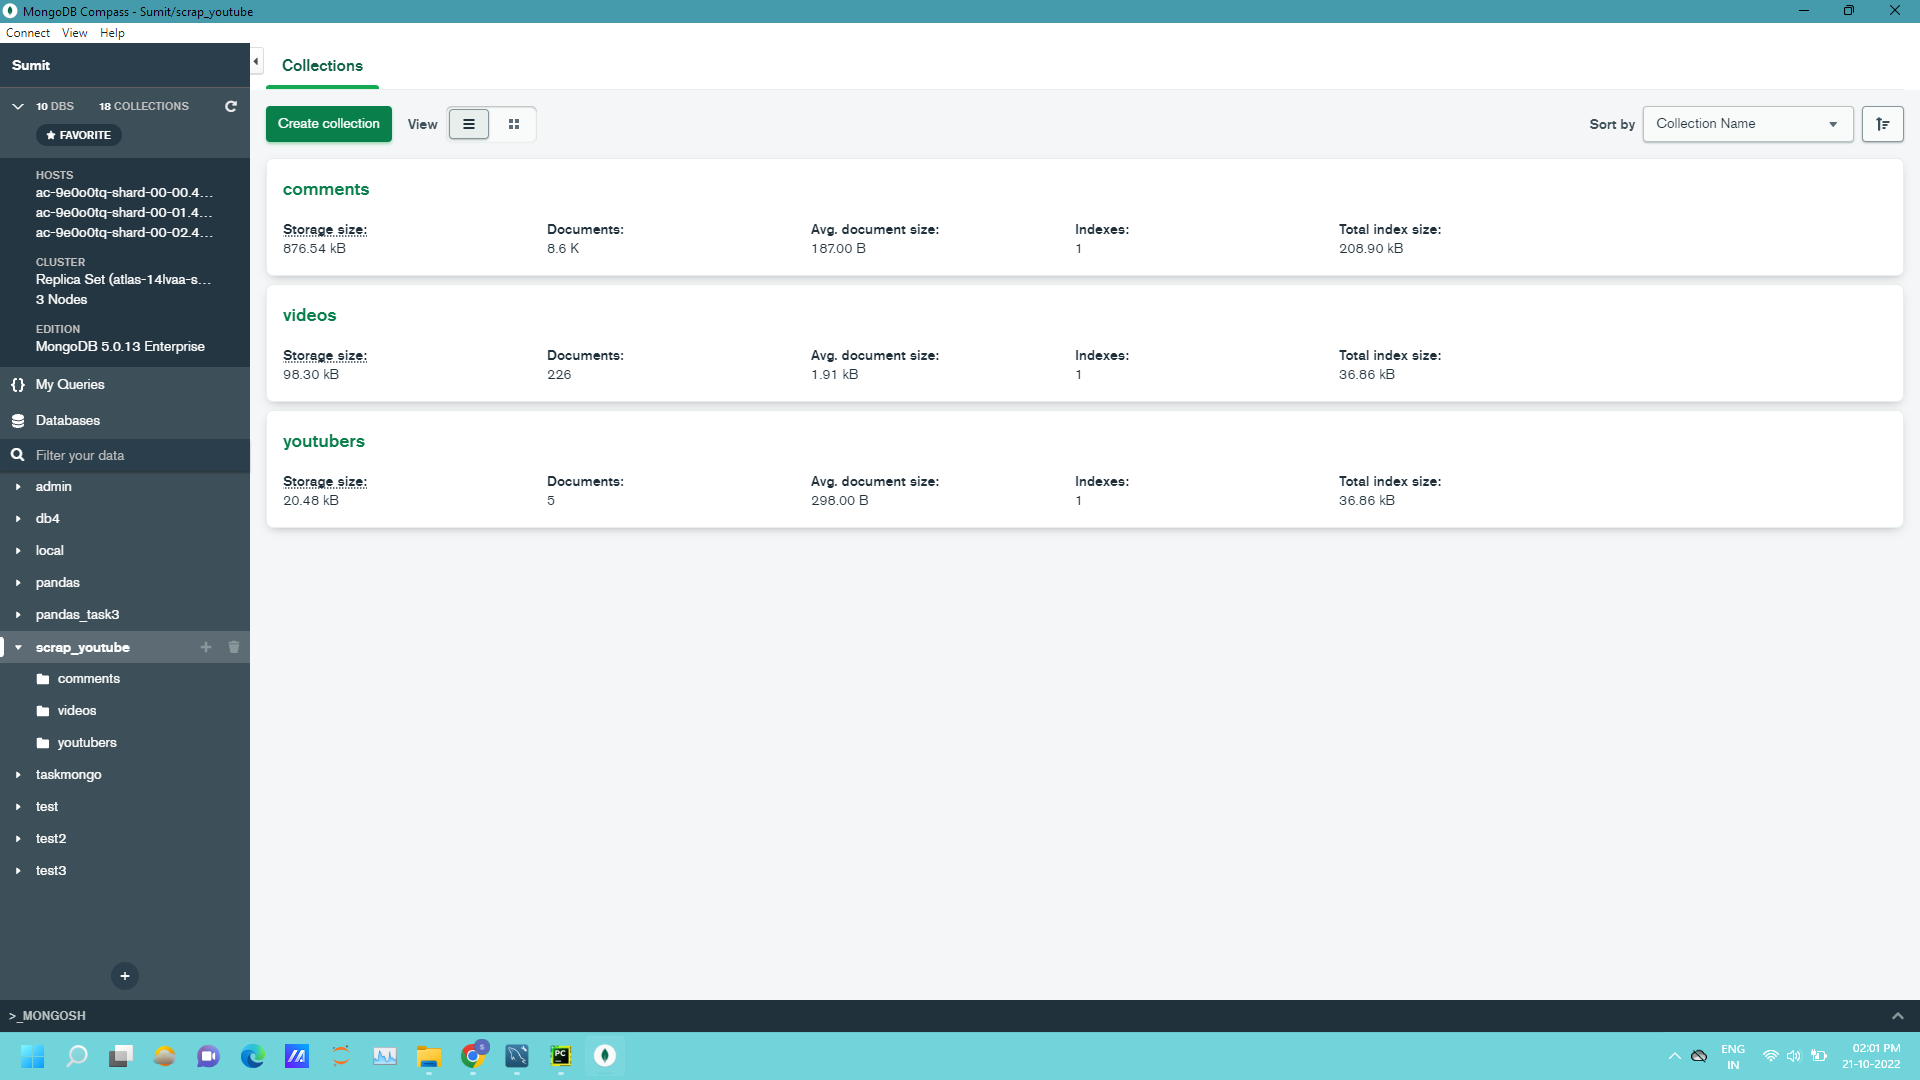 MongoDB Compass - Sumit/scrap_youtube
Connect View Help
Sumit
10 DBS 18 COLLECTIONS
FAVORITE
HOSTS
ac-9e0o0tq-shard-00-00.4...
ac-9e0o0tq-shard-00-01.4...
ac-9e0o0tq-shard-00-02.4...
CLUSTER
Replica Set (atlas-14lvaa-s...
3 Nodes
EDITION
MongoDB 5.0.13 Enterprise
{} My Queries
Databases
Filter your data
admin
db4
local
pandas
pandas_task3
scrap_youtube
comments
videos
youtubers
taskmongo
test
test2
test3
Collections
Create collection View Sort by Collection Name
comments
Storage size: Documents: Avg. document size: Indexes: Total index size:
876.54 kB 8.6 K 187.00 B 1 208.90 kB
videos
Storage size: Documents: Avg. document size: Indexes: Total index size:
98.30 kB 226 1.91 kB 1 36.86 kB
youtubers
Storage size: Documents: Avg. document size: Indexes: Total index size:
20.48 kB 5 298.00 B 1 36.86 kB
>_MONGOSH
PC
ENG
IN
02:01 PM
21-10-2022